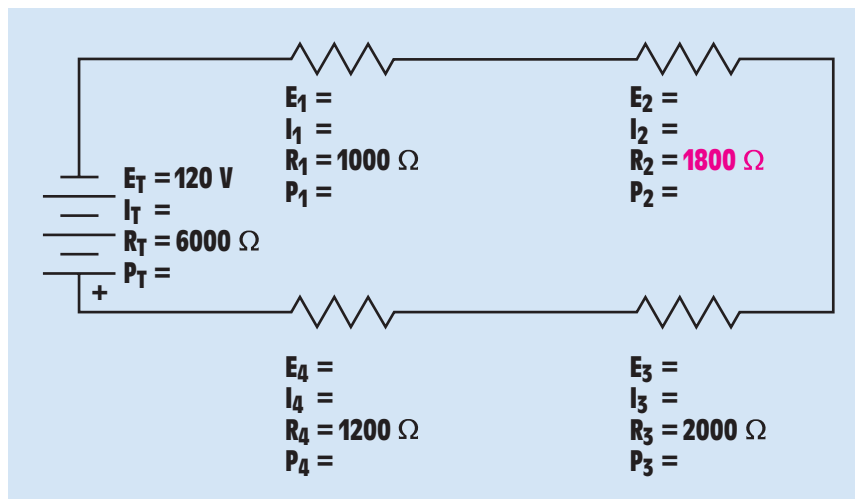 E1 =
I1 =
R1 = 1000 Ω
P1 =
E2 =
I2 =
R2 = 1800 Ω
P2 =
ET = 120 V
IT =
RT = 6000 Ω
PT =
+
E4 =
I4 =
R4 = 1200 Ω
P4 =
E3 =
I3 =
R3 = 2000 Ω
P3 =